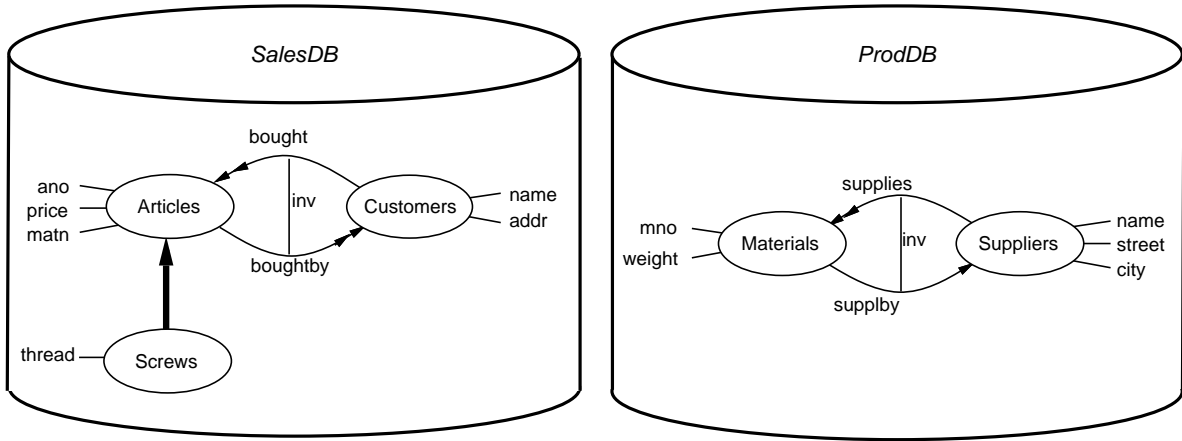 SalesDB
bought
ano
price
matn
Articles
inv
Customers
name
addr
boughtby
thread
Screws
ProdDB
supplies
mno
weight
Materials
inv
Suppliers
name
street
city
supplby